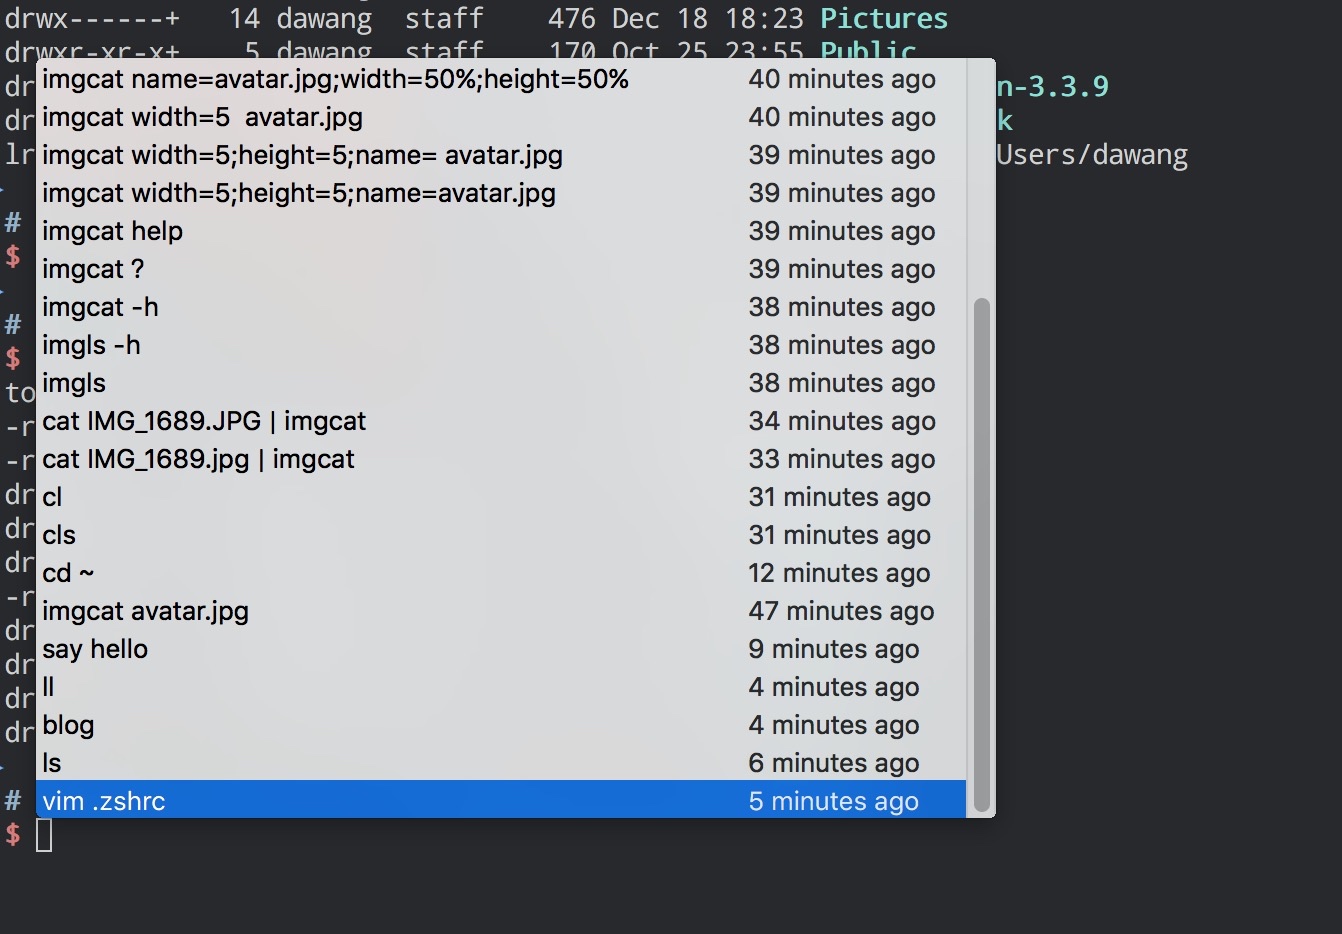 drwx------+ 14 dawang staff 476 Dec 18 18:23 Pictures
drwxr-xr-x+ 5 dawang staff 170 Oct 25 23:55 Public
imgcat name=avatar.jpg;width=50%;height=50% 40 minutes ago
dr n-3.3.9
imgcat width=5  avatar.jpg 40 minutes ago
dr k
imgcat width=5;height=5;name= avatar.jpg 39 minutes ago
lr Users/dawang
imgcat width=5;height=5;name=avatar.jpg 39 minutes ago
# imgcat help 39 minutes ago
$ imgcat ? 39 minutes ago
imgcat -h 38 minutes ago
# imgls -h 38 minutes ago
$ imgls 38 minutes ago
to
cat IMG_1689.JPG | imgcat 34 minutes ago
-r
cat IMG_1689.jpg | imgcat 33 minutes ago
-r
dr cl 31 minutes ago
dr cls 31 minutes ago
dr cd ~ 12 minutes ago
-r imgcat avatar.jpg 47 minutes ago
dr say hello 9 minutes ago
dr ll 4 minutes ago
dr blog 4 minutes ago
dr ls 6 minutes ago
# vim .zshrc 5 minutes ago
$